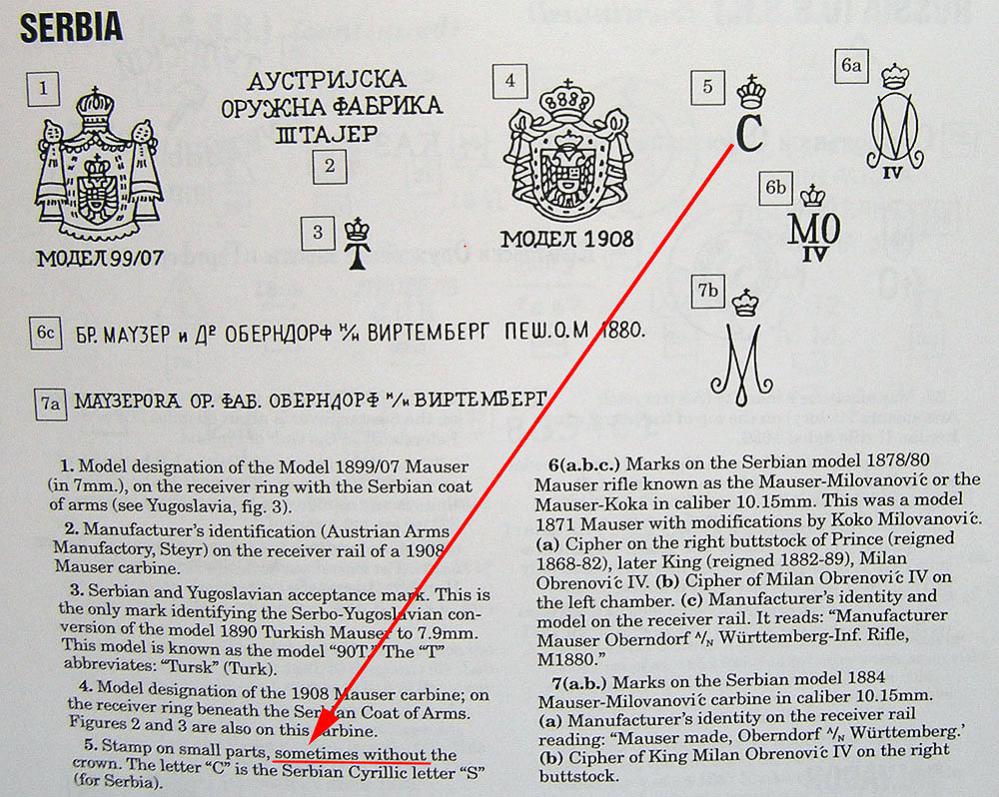 SERBIA
1
АУСТРИЈСКА
ОРУЖНА ФАБРИКА
ШТАЈЕР
2
3
Т
МОДЕЛ 99/07
4
МОДЕЛ 1908
5
С
6a
M
IV
6b
MO
IV
7b
M
6c
БР. МАУЗЕР и Дᴿ ОБЕРНДОРФ ᴴ/ₙ ВИРТЕМБЕРГ ПЕШ.О.М 1880.
7a
МАУЗЕРОВА ОР. ФАБ. ОБЕРНДОРФ ᴴ/ₙ ВИРТЕМБЕРГ
1. Model designation of the Model 1899/07 Mauser
(in 7mm.), on the receiver ring with the Serbian coat
of arms (see Yugoslavia, fig. 3).
2. Manufacturer's identification (Austrian Arms
Manufactory, Steyr) on the receiver rail of a 1908
Mauser carbine.
3. Serbian and Yugoslavian acceptance mark. This is
the only mark identifying the Serbo-Yugoslavian con-
version of the model 1890 Turkish Mauser to 7.9mm.
This model is known as the model "90T." The "T"
abbreviates: "Tursk" (Turk).
4. Model designation of the 1908 Mauser carbine; on
the receiver ring beneath the Serbian Coat of Arms.
Figures 2 and 3 are also on this carbine.
5. Stamp on small parts, sometimes without the
crown. The letter "C" is the Serbian Cyrillic letter "S"
(for Serbia).
6(a.b.c.) Marks on the Serbian model 1878/80
Mauser rifle known as the Mauser-Milovanović or the
Mauser-Koka in caliber 10.15mm. This was a model
1871 Mauser with modifications by Koko Milovanović.
(a) Cipher on the right buttstock of Prince (reigned
1868-82), later King (reigned 1882-89), Milan
Obrenović IV. (b) Cipher of Milan Obrenović IV on
the left chamber. (c) Manufacturer's identity and
model on the receiver rail. It reads: "Manufacturer
Mauser Oberndorf ᴬ/ɴ Württemberg-Inf. Rifle,
M1880."
7(a.b.) Marks on the Serbian model 1884
Mauser-Milovanović carbine in caliber 10.15mm.
(a) Manufacturer's identity on the receiver rail
reading: "Mauser made, Oberndorf ᴬ/ɴ Württemberg.'
(b) Cipher of King Milan Obrenović IV on the right
buttstock.